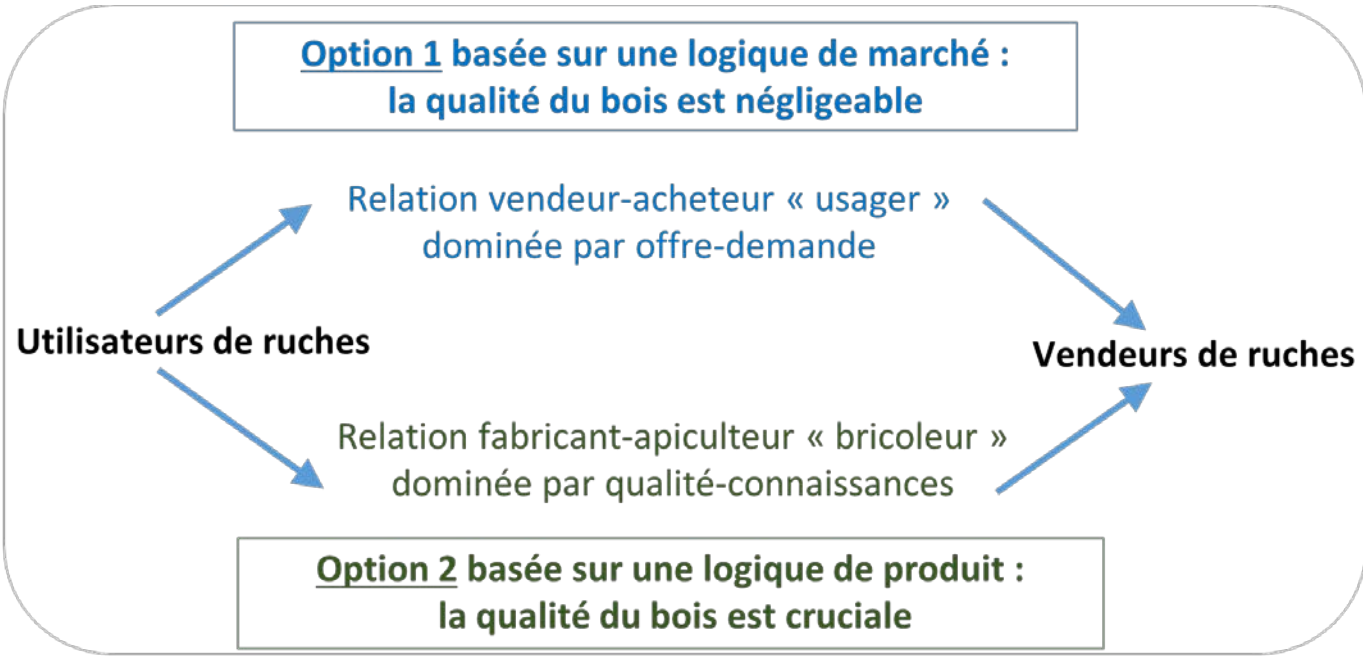 Option 1 basée sur une logique de marché :
la qualité du bois est négligeable
Relation vendeur-acheteur « usager »
dominée par offre-demande
Utilisateurs de ruches
Vendeurs de ruches
Relation fabricant-apiculteur « bricoleur »
dominée par qualité-connaissances
Option 2 basée sur une logique de produit :
la qualité du bois est cruciale